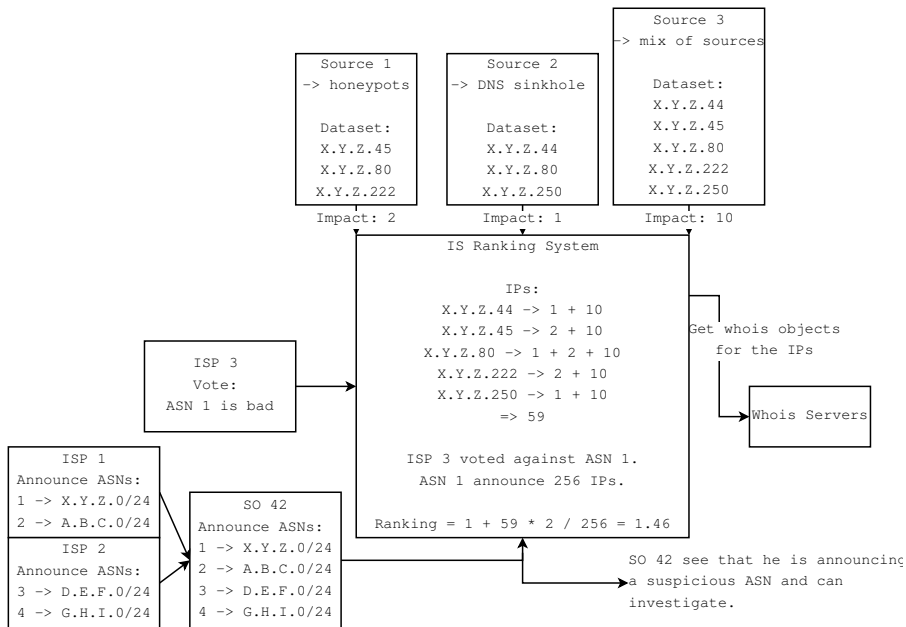 Source 1
-> honeypots
Dataset:
X.Y.Z.45
X.Y.Z.80
X.Y.Z.222
Impact: 2
Source 2
-> DNS sinkhole
Dataset:
X.Y.Z.44
X.Y.Z.80
X.Y.Z.250
Impact: 1
Source 3
-> mix of sources
Dataset:
X.Y.Z.44
X.Y.Z.45
X.Y.Z.80
X.Y.Z.222
X.Y.Z.250
Impact: 10
IS Ranking System
IPs:
X.Y.Z.44 -> 1 + 10
X.Y.Z.45 -> 2 + 10
X.Y.Z.80 -> 1 + 2 + 10
X.Y.Z.222 -> 2 + 10
X.Y.Z.250 -> 1 + 10
=> 59
ISP 3 voted against ASN 1.
ASN 1 announce 256 IPs.
Ranking = 1 + 59 * 2 / 256 = 1.46
Get whois objects
for the IPs
Whois Servers
ISP 3
Vote:
ASN 1 is bad
ISP 1
Announce ASNs:
1 -> X.Y.Z.0/24
2 -> A.B.C.0/24
ISP 2
Announce ASNs:
3 -> D.E.F.0/24
4 -> G.H.I.0/24
SO 42
Announce ASNs:
1 -> X.Y.Z.0/24
2 -> A.B.C.0/24
3 -> D.E.F.0/24
4 -> G.H.I.0/24
SO 42 see that he is announcing
a suspicious ASN and can
investigate.